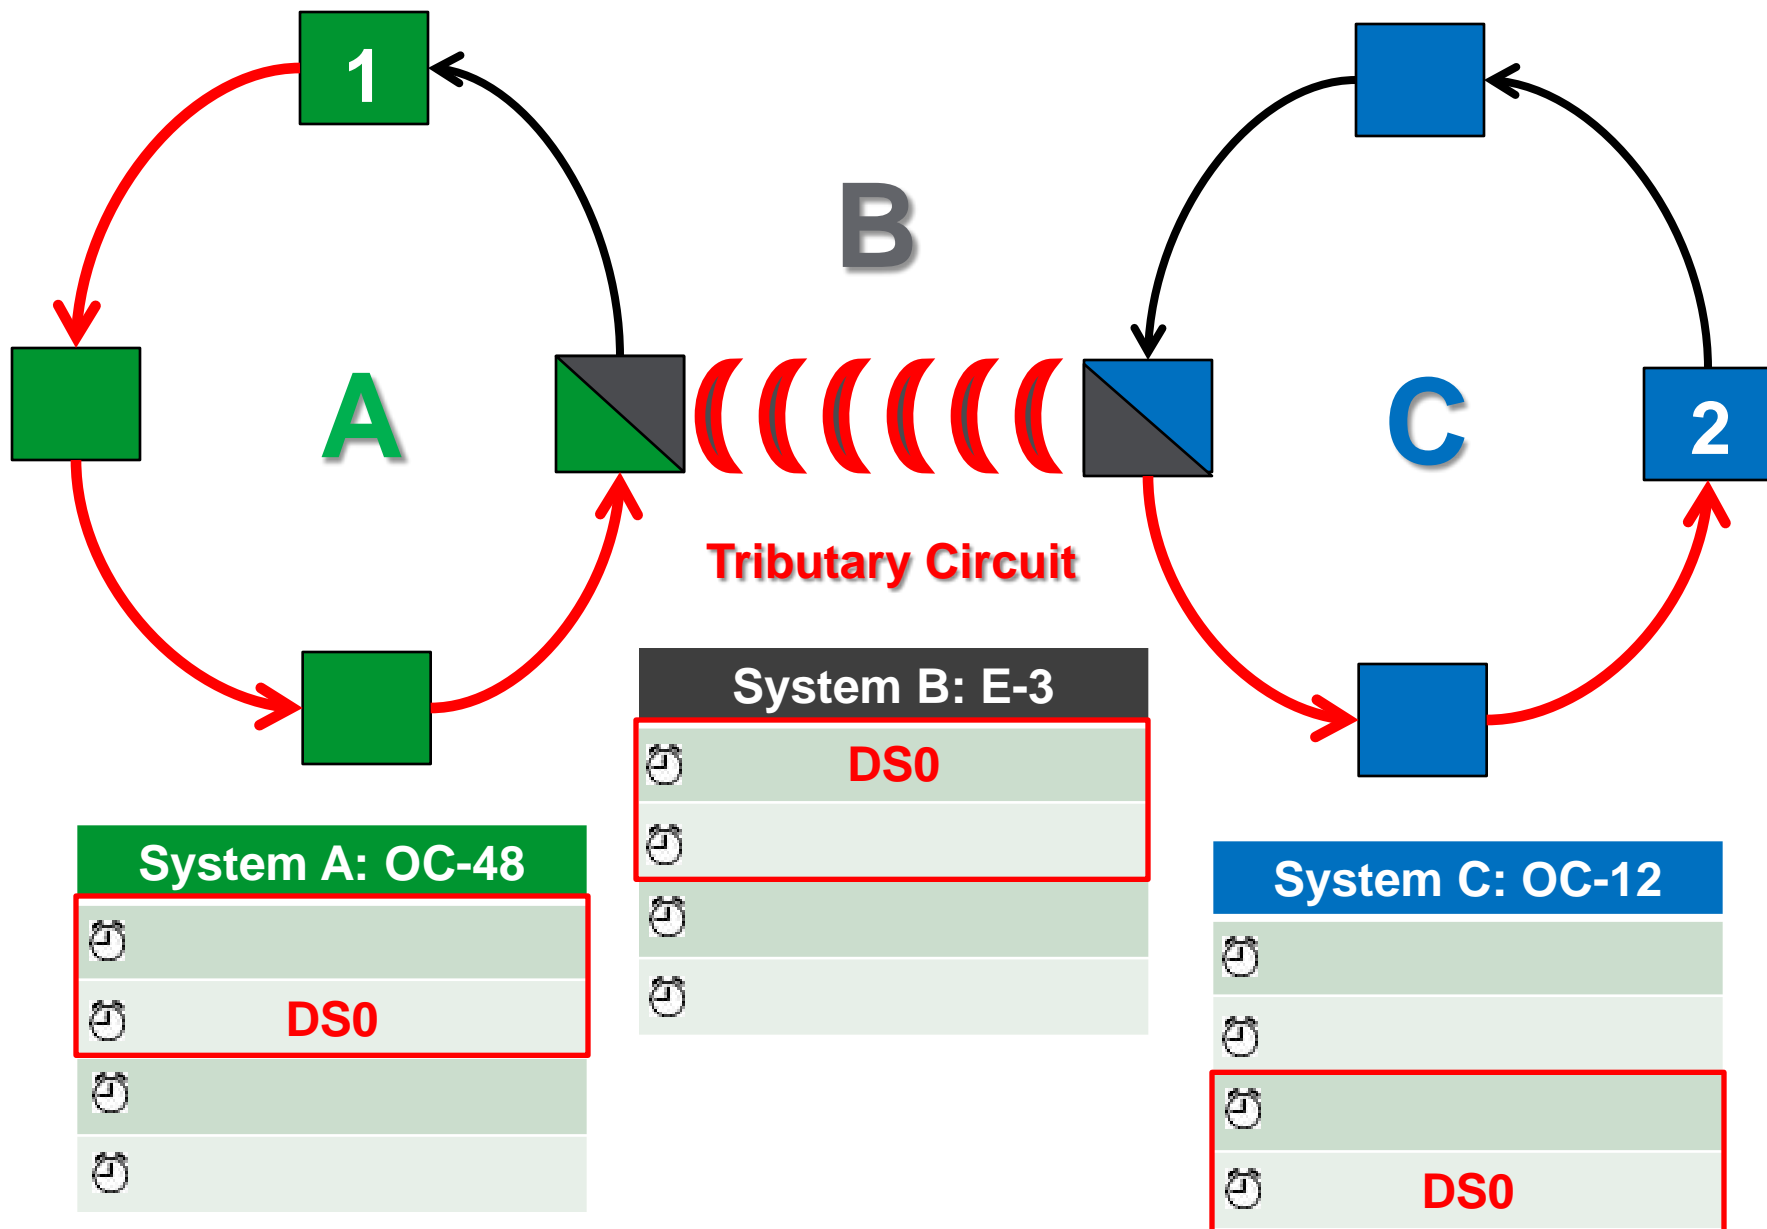 1
B
A
C
2
Tributary Circuit
System B: E-3
DS0
System A: OC-48
DS0
System C: OC-12
DS0